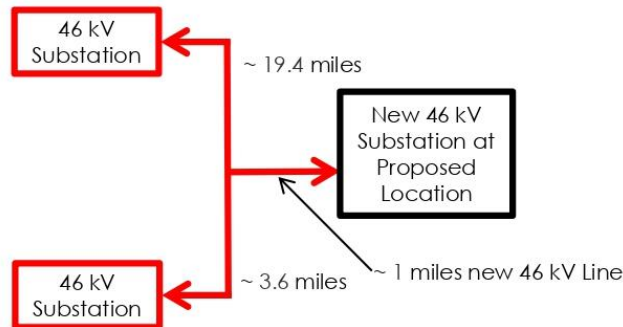 46 kV
Substation
~ 19.4 miles
New 46 kV
Substation at
Proposed
Location
46 kV
Substation
~ 3.6 miles
~ 1 miles new 46 kV Line